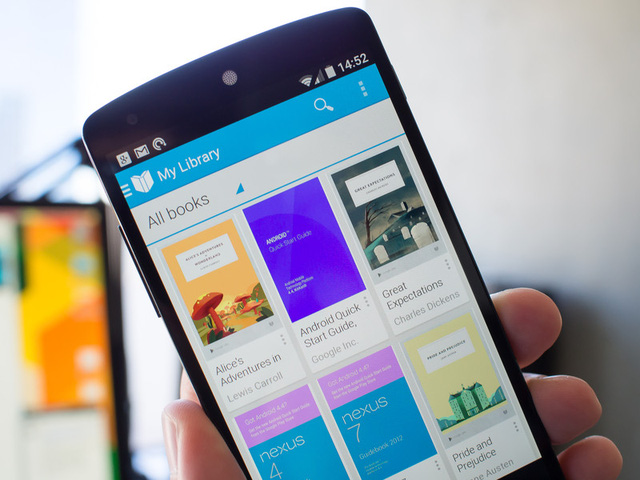 14:52
My Library
All books
ALICE'S ADVENTURES
IN
WONDERLAND
ANDROID
Quick Start Guide
GREAT EXPECTATIONS
Alice's
Adventures in
Lewis Carroll
Android Quick
Start Guide,
Google Inc.
Great
Expectations
Charles Dickens
Got Android 4.4?
nexus
4
Got Android 4.4?
nexus
7
Guidebook 2012
PRIDE AND PREJUDICE
Pride and
Prejudice
Jane Austen